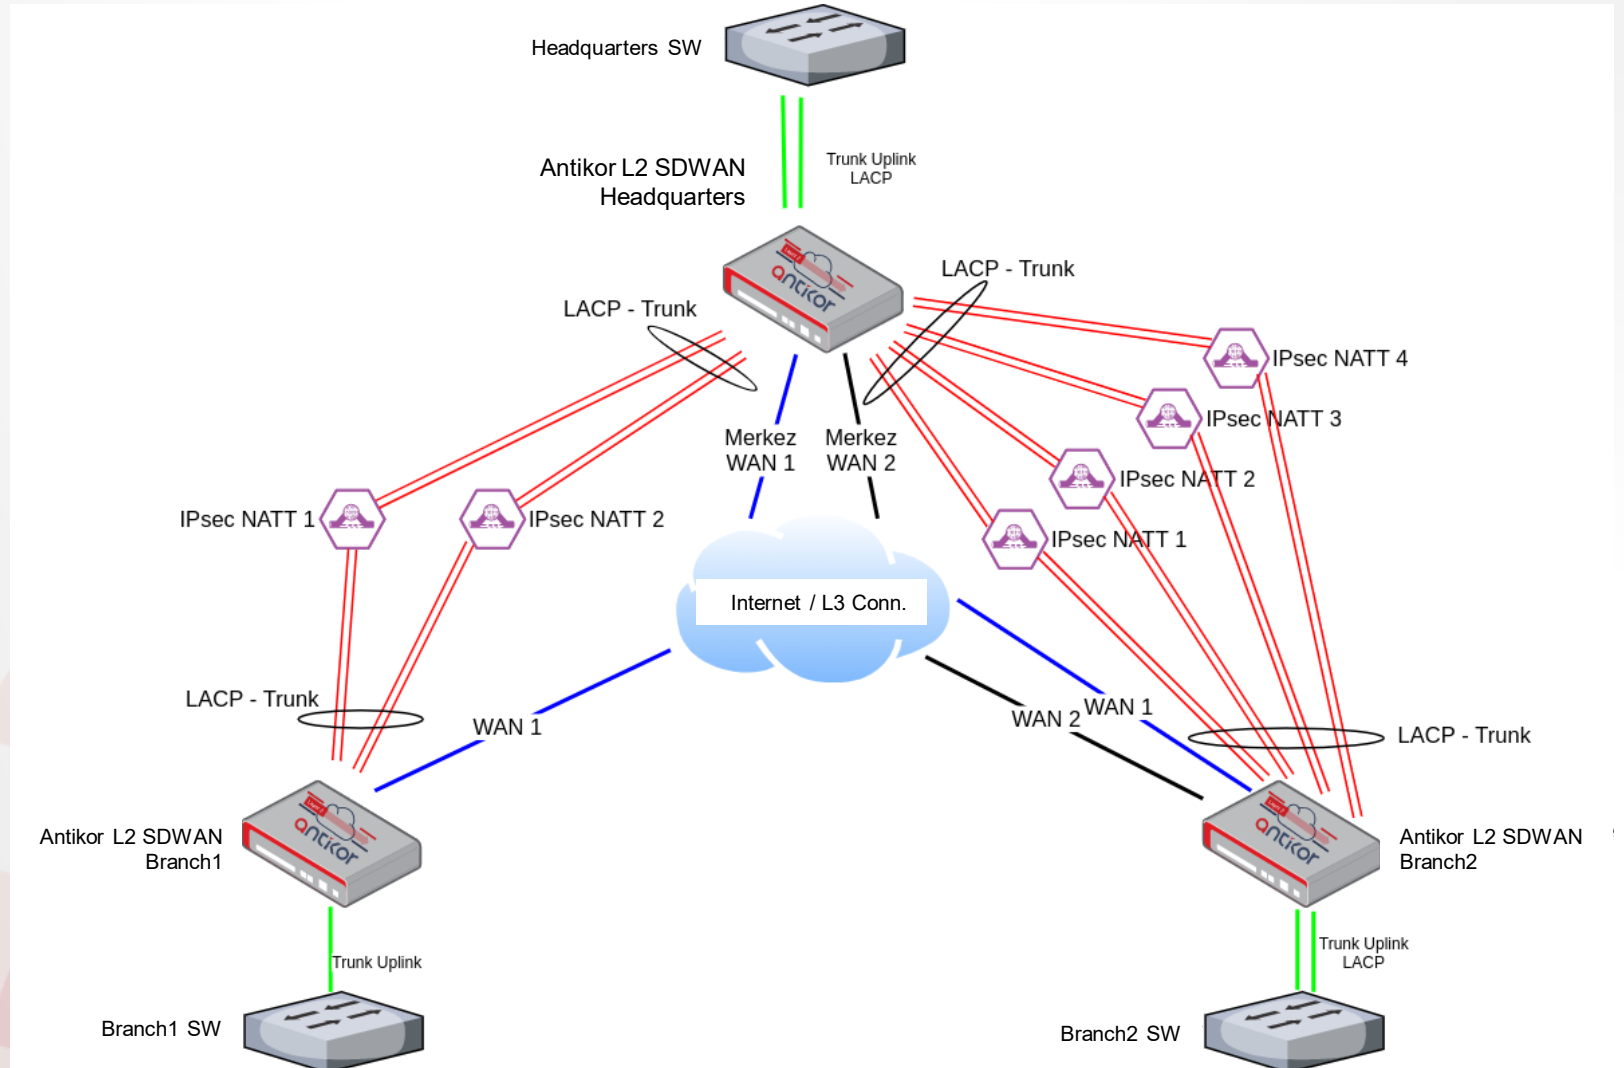 Headquarters SW
Trunk Uplink
LACP
Antikor L2 SDWAN
Headquarters
antikor
LACP - Trunk
LACP - Trunk
IPsec NATT 4
IPsec NATT 3
Merkez
WAN 1
Merkez
WAN 2
IPsec NATT 2
IPsec NATT 1
IPsec NATT 2
IPsec NATT 1
Internet / L3 Conn.
LACP - Trunk
WAN 1
WAN 2
WAN 1
LACP - Trunk
antikor
Antikor L2 SDWAN
Branch1
antikor
Antikor L2 SDWAN
Branch2
Trunk Uplink
Trunk Uplink
LACP
Branch1 SW
Branch2 SW